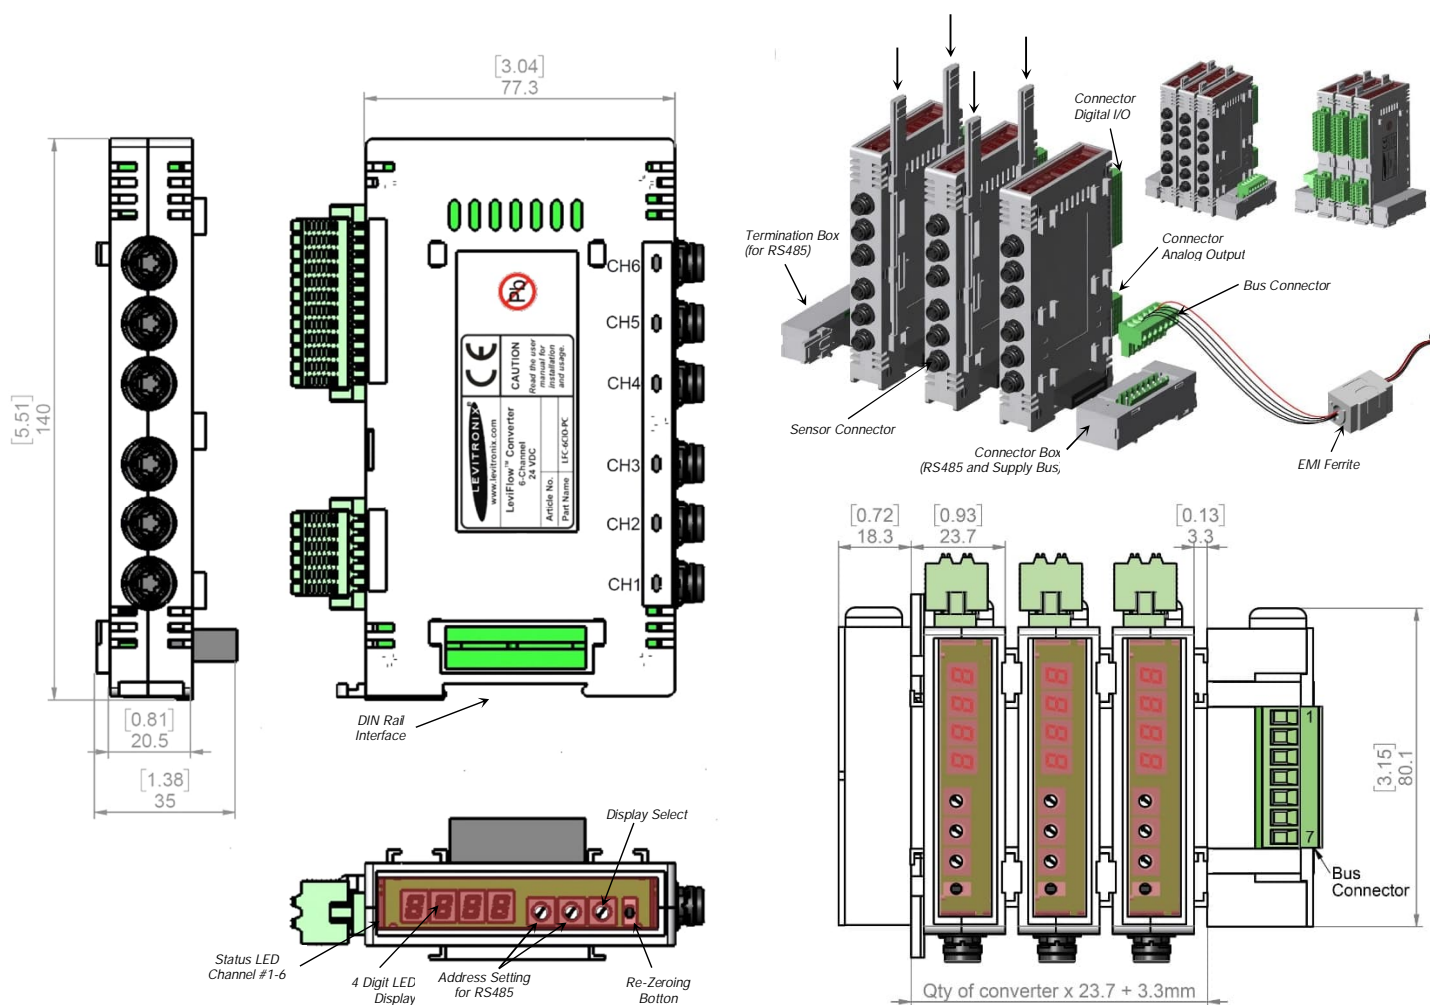 [3.04]
77.3
[5.51]
140
CH6
CH5
CH4
CH3
CH2
CH1
Pb
CE
CAUTION
Read the user
manual for
installation
and usage.
LEVITRONIX®
www.levitronix.com
LeviFlow™ Converter
6-Channel
24 VDC
Article No.
Part Name LFC-6CIO-PC
[0.81]
20.5
[1.38]
35
DIN Rail
Interface
Connector
Digital I/O
Termination Box
(for RS485)
Connector
Analog Output
Bus Connector
Sensor Connector
Connector Box
(RS485 and Supply Bus)
EMI Ferrite
[0.72]
18.3
[0.93]
23.7
[0.13]
3.3
[3.15]
80.1
1
7
Bus
Connector
Qty of converter x 23.7 + 3.3mm
Display Select
Status LED
Channel #1-6
4 Digit LED
Display
Address Setting
for RS485
Re-Zeroing
Botton